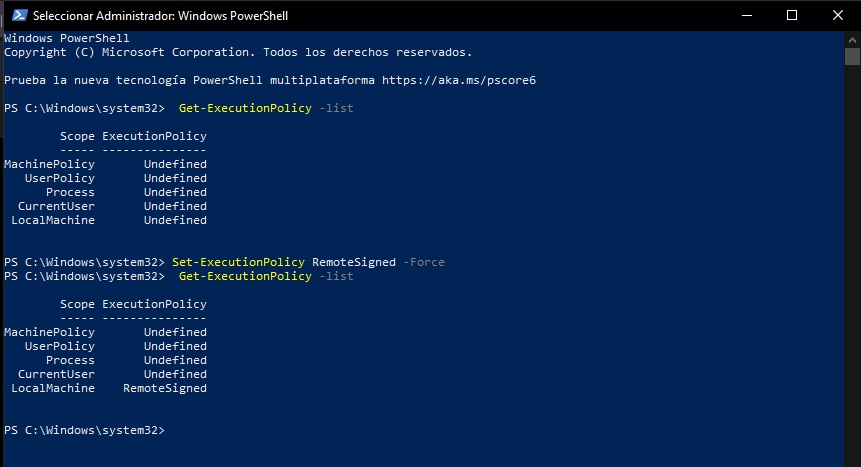 Seleccionar Administrador: Windows PowerShell
Windows PowerShell
Copyright (C) Microsoft Corporation. Todos los derechos reservados.
Prueba la nueva tecnología PowerShell multiplataforma https://aka.ms/pscore6
PS C:\Windows\system32>  Get-ExecutionPolicy -list
        Scope ExecutionPolicy
        ----- ---------------
MachinePolicy       Undefined
   UserPolicy       Undefined
      Process       Undefined
  CurrentUser       Undefined
 LocalMachine       Undefined
PS C:\Windows\system32> Set-ExecutionPolicy RemoteSigned -Force
PS C:\Windows\system32>  Get-ExecutionPolicy -list
        Scope ExecutionPolicy
        ----- ---------------
MachinePolicy       Undefined
   UserPolicy       Undefined
      Process       Undefined
  CurrentUser       Undefined
 LocalMachine    RemoteSigned
PS C:\Windows\system32>